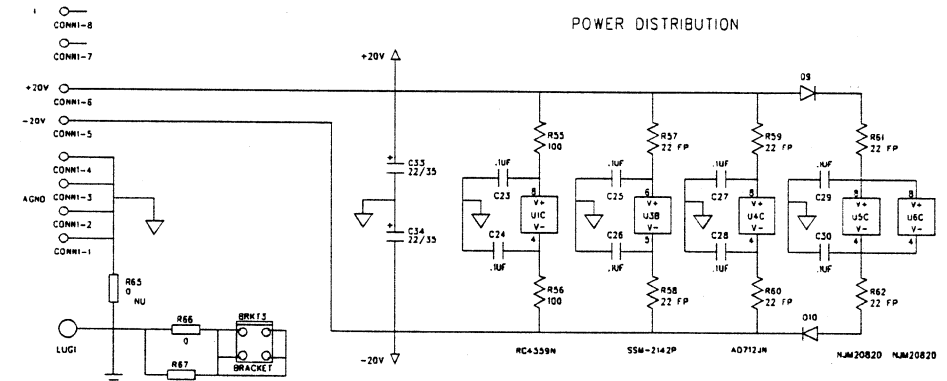 POWER DISTRIBUTION
CONN1-8
CONN1-7
+20V
CONN1-6
-20V
CONN1-5
CONN1-4
AGND
CONN1-3
CONN1-2
CONN1-1
R65
0
NU
LUG1
R66
0
R67
BRKT3
BRACKET
+20V
C33
22/35
C34
22/35
-20V
R55
100
.1UF
C23
8
V+
U1C
V-
4
C24
.1UF
R56
100
RC4559N
R57
22 FP
.1UF
C25
6
V+
U3B
V-
5
C26
.1UF
R58
22 FP
SSM-2142P
R59
22 FP
.1UF
C27
8
V+
U4C
V-
4
C28
.1UF
R60
22 FP
AD712JN
D9
R61
22 FP
.1UF
C29
8
V+
U5C
V-
4
8
V+
U6C
V-
4
C30
.1UF
R62
22 FP
D10
NJM2082D
NJM2082D